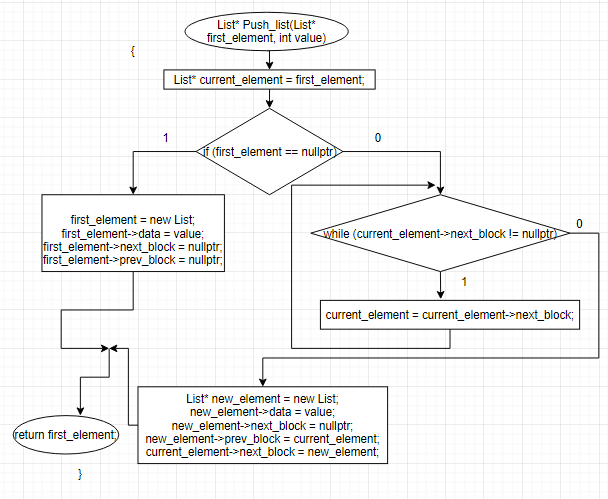 List* Push_list(List*
first_element, int value)
{
List* current_element = first_element;
1
0
if (first_element == nullptr)
first_element = new List;
first_element->data = value;
first_element->next_block = nullptr;
first_element->prev_block = nullptr;
while (current_element->next_block != nullptr)
0
1
current_element = current_element->next_block;
List* new_element = new List;
new_element->data = value;
new_element->next_block = nullptr;
new_element->prev_block = current_element;
current_element->next_block = new_element;
return first_element;
}